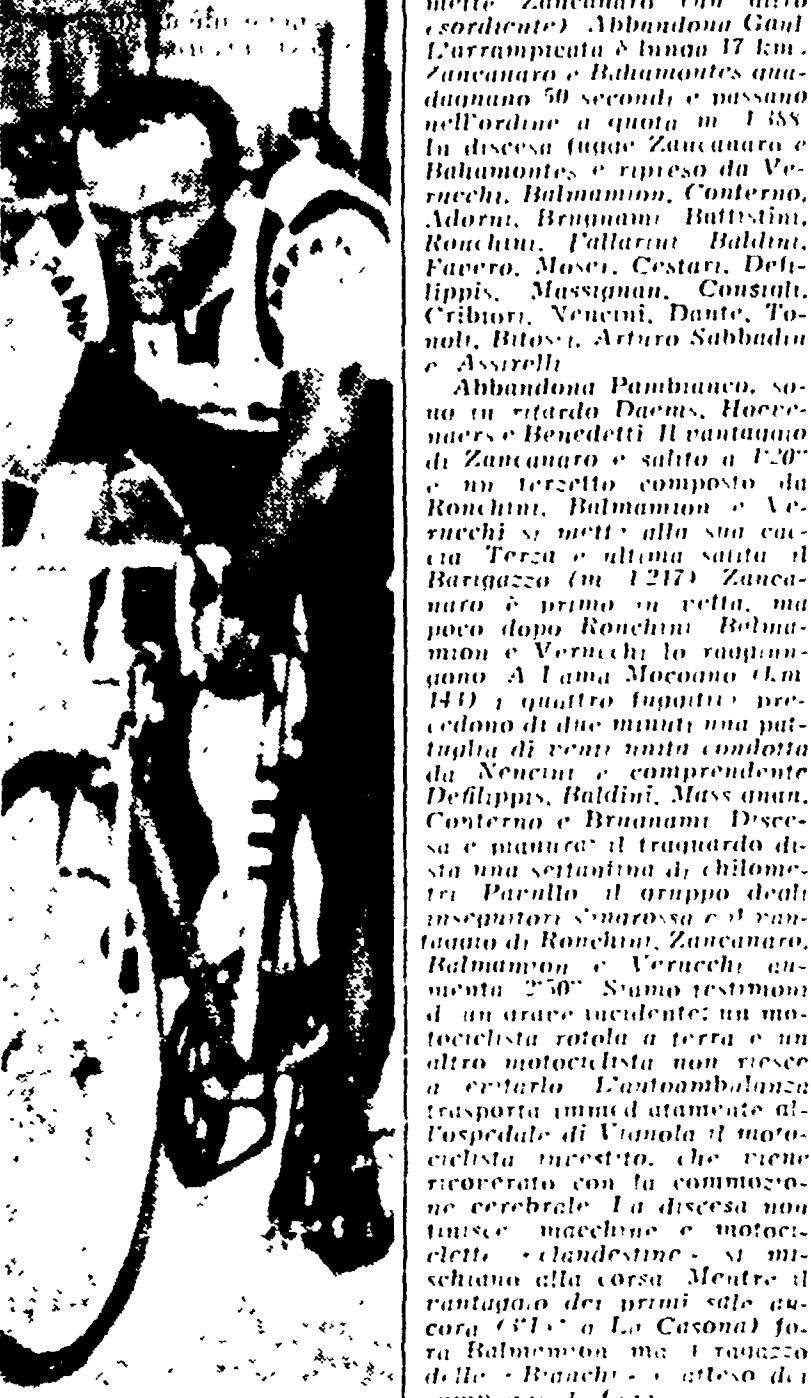 mette Zancanaro (un altro
esordiente) Abbandona Gaul
L'arrampicata è lunga 17 km.
Zancanaro e Bahamontes gua-
dagnano 50 secondi e passano
nell'ordine a quota m 1 388
In discesa fugge Zancanaro e
Bahamontes e ripreso da Ve-
rucchi, Balmamion, Conterno,
Adorni, Brugnami Battistini,
Ronchini, Fallarini Baldini,
Favero, Moser, Cestari, Defi-
lippis, Massignan, Consigli,
Cribiori, Nencini, Dante, To-
noli, Bitossi, Arturo Sabbadin
e Assirelli
Abbandona Pambianco, so-
no in ritardo Daems, Hoeve-
naers e Benedetti Il vantaggio
di Zancanaro e salito a 1'20"
e un terzetto composto da
Ronchini, Balmamion e Ve-
rucchi si mette alla sua cac-
cia Terza e ultima salita il
Barigazzo (m 1 217) Zanca-
naro è primo in vetta, ma
poco dopo Ronchini Balma-
mion e Verucchi lo raggiun-
gono A Lama Mocogno (km
143) i quattro fuggitivi pre-
cedono di due minuti una pat-
tuglia di venti unità condotta
da Nencini e comprendente
Defilippis, Baldini, Massignan,
Conterno e Brugnami Disce-
sa e pianura: il traguardo di-
sta una settantina di chilome-
tri Pavullo il gruppo degli
inseguitori s'ingrossa e il van-
taggio di Ronchini, Zancanaro,
Balmamion e Verucchi au-
menta 2'50" Siamo testimoni
di un grave incidente: un mo-
tociclista rotola a terra e un
altro motociclista non riesce
a evitarlo L'autoambulanza
trasporta immediatamente al-
l'ospedale di Vignola il moto-
ciclista investito, che viene
ricoverato con la commozio-
ne cerebrale La discesa non
finisce macchine e motoci-
clette «clandestine» si mi-
schiano alla corsa Mentre il
vantaggio dei primi sale an-
cora (3'15" a La Casona) fo-
ra Balmamion ma il ragazzo
della «Bianchi» è atteso dai